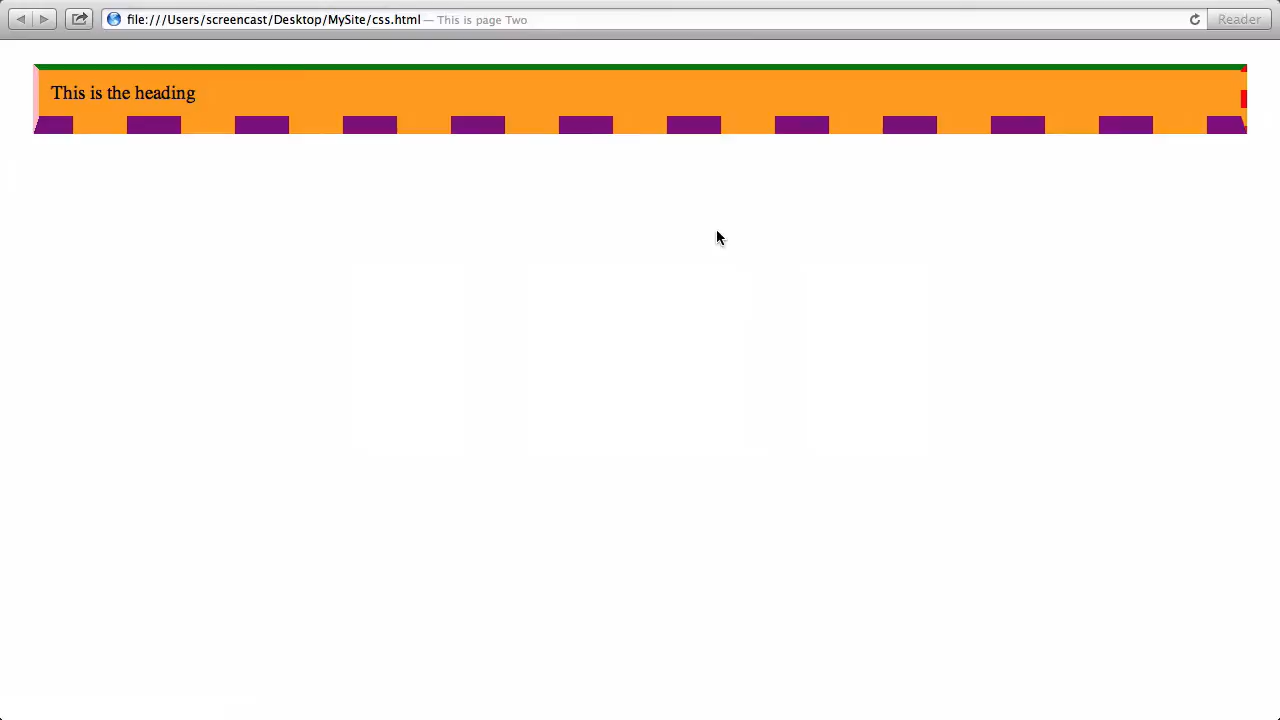 file:///Users/screencast/Desktop/MySite/css.html — This is page Two
Reader
This is the heading